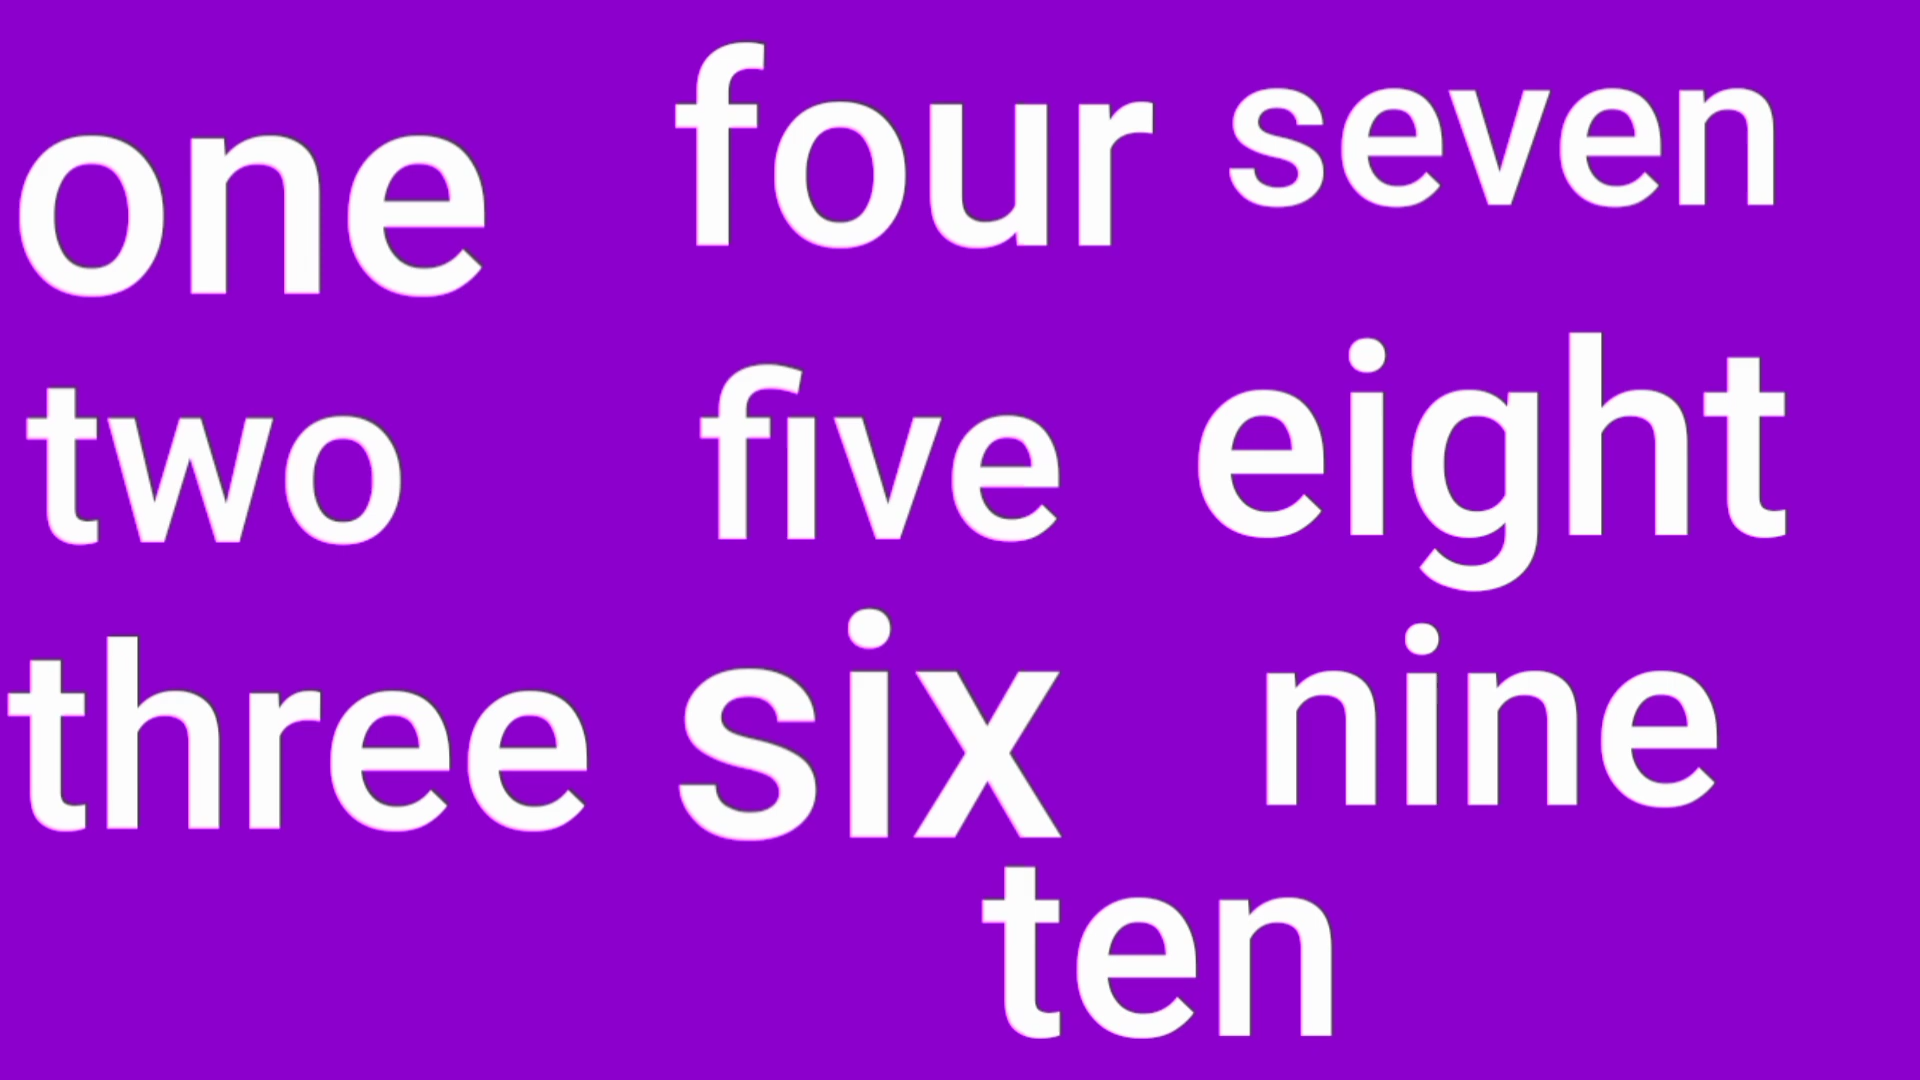 one
two
three
four
five
six
seven
eight
nine
ten